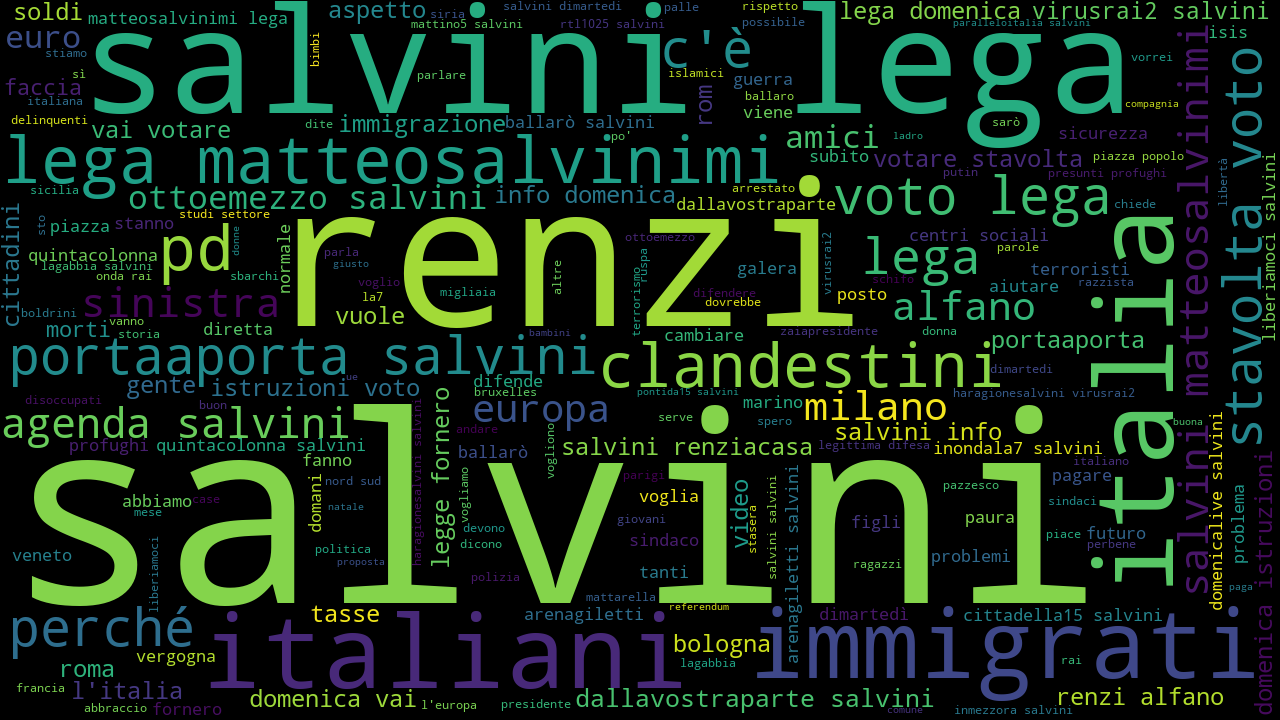 soldi
matteosalvinimi lega
aspetto
siria
salvini dimartedi
palle
rispetto
lega domenica
virusrai2 salvini
euro
mattino5 salvini
rtl1025 salvini
possibile
paralleloitalia salvini
isis
stiamo
bimbi
salvini lega
c'è
vorrei
sì
parlare
islamici
guerra
faccia
italiana
rom
ballaro
viene
compagnia
delinquenti
vai votare
dite
immigrazione
ballarò salvini
po'
amici
sarò
ladro
sicurezza
lega matteosalvinimi
subito
votare stavolta
piazza popolo
putin
presunti profughi
sicilia
ottoemezzo salvini
info domenica
arrestato
dallavostraparte
voto lega
chiede
libertà
matteosalvinimi
stavolta voto
liberiamoci salvini
cittadini
sto
piazza
stanno
studi settore
donne
pd
normale
renzi
ottoemezzo
virusrai2
centri sociali
parole
quintacolonna
lagabbia salvini
onda rai
sbarchi
parla
giusto
voglio
la7
migliaia
altre
terrorismo
ruspa
galera
lega
terroristi
aiutare
razzista
schifo
difendere
dovrebbe
posto
sinistra
boldrini
vanno
morti
storia
diretta
vuole
alfano
cambiare
zaiapresidente
donna
portaaporta
bambini
portaaporta salvini
clandestini
dimartedi
italia
gente
istruzioni
ue
voto
difende
bruxelles
pontida15 salvini
haragionesalvini virusrai2
disoccupati
buon
europa
marino
milano
agenda salvini
serve
spero
salvini info
buona
andare
profughi
quintacolonna salvini
legge fornero
haragionesalvini salvini
ballarò
vogliono
salvini renziacasa
legittima difesa
inondala7 salvini
italiano
fanno
domani
nord sud
vogliamo
parigi
pagare
salvini
domenicalive salvini
problema
abbiamo
case
mese
natale
voglia
video
stasera
salvini salvini
pazzesco
sindaci
salvini
giovani
figli
paura
piace
futuro
perbene
devono
dicono
sindaco
politica
proposta
problemi
veneto
liberiamoci
ragazzi
polizia
tanti
paga
domenica istruzioni
mattarella
referendum
tasse
arenagiletti
arenagiletti salvini
dimartedì
cittadella15 salvini
perché
italiani
immigrati
vergogna
bologna
lagabbia
rai
roma
francia
l'italia
abbraccio
fornero
domenica vai
l'europa
presidente
dallavostraparte salvini
comune
inmezzora salvini
renzi alfano